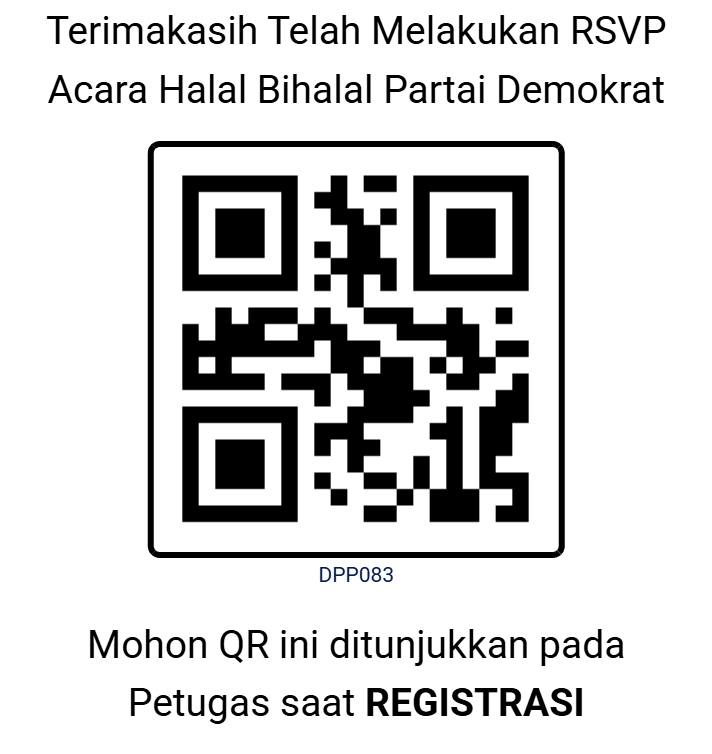 Terimakasih Telah Melakukan RSVP
Acara Halal Bihalal Partai Demokrat
DPP083
Mohon QR ini ditunjukkan pada
Petugas saat REGISTRASI